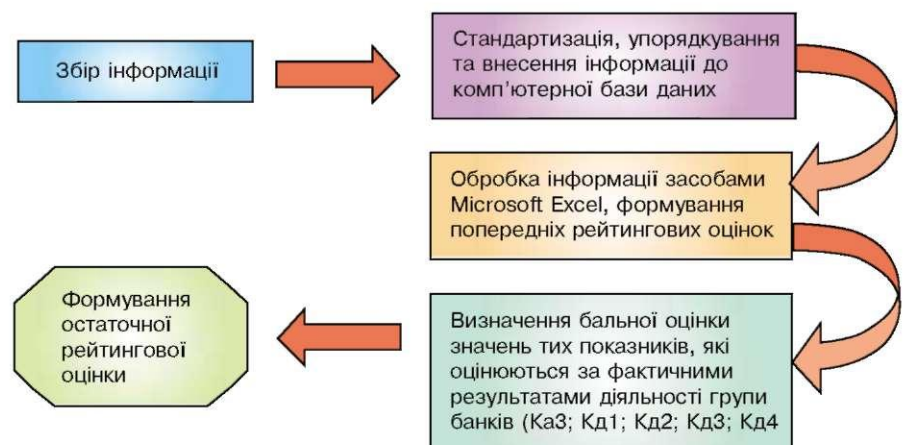 Збір інформації
Стандартизація, упорядкування
та внесення інформації до
комп’ютерної бази даних
Обробка інформації засобами
Microsoft Excel, формування
попередніх рейтингових оцінок
Визначення бальної оцінки
значень тих показників, які
оцінюються за фактичними
результатами діяльності групи
банків (Ка3; Кд1; Кд2; Кд3; Кд4
Формування
остаточної
рейтингової
оцінки